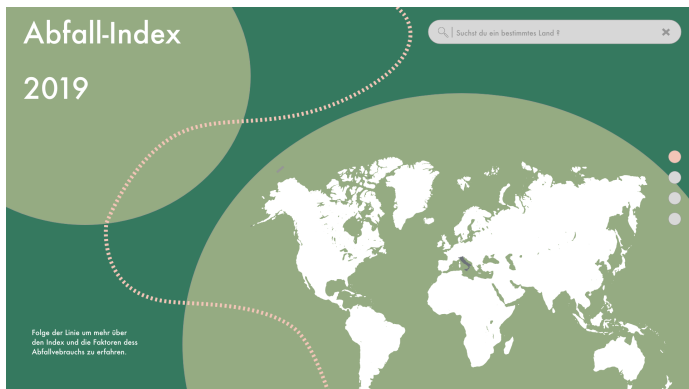 Abfall-Index
2019
Suchst du ein bestimmtes Land ?
Folge der Linie um mehr über
den Index und die Faktoren dess
Abfallvebrauchs zu erfahren.